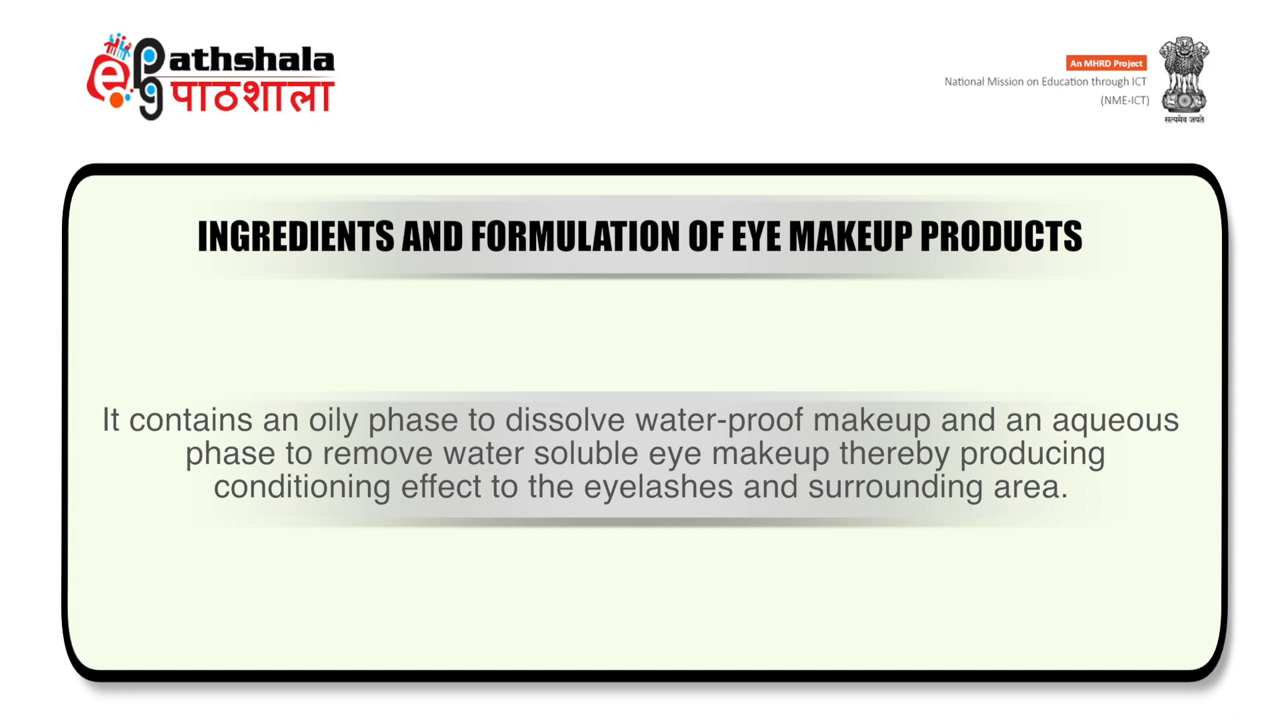 e pg Pathshala
पाठशाला
An MHRD Project
National Mission on Education through ICT
(NME-ICT)
सत्यमेव जयते
INGREDIENTS AND FORMULATION OF EYE MAKEUP PRODUCTS
It contains an oily phase to dissolve water-proof makeup and an aqueous
phase to remove water soluble eye makeup thereby producing
conditioning effect to the eyelashes and surrounding area.